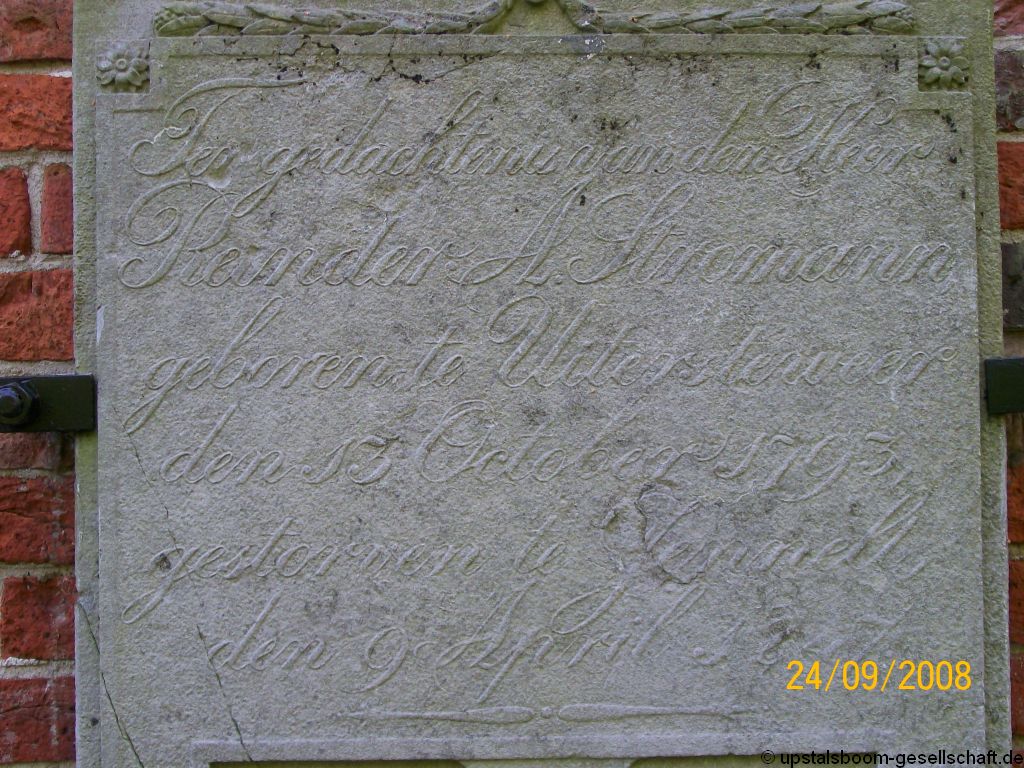 Ter gedachtenis van den Heer
Reinder A. Stromann,
geboren te Uitersteweer
den 13 October 1793,
gestorven te
den 9 April
24/09/2008
© upstalsboom-gesellschaft.de